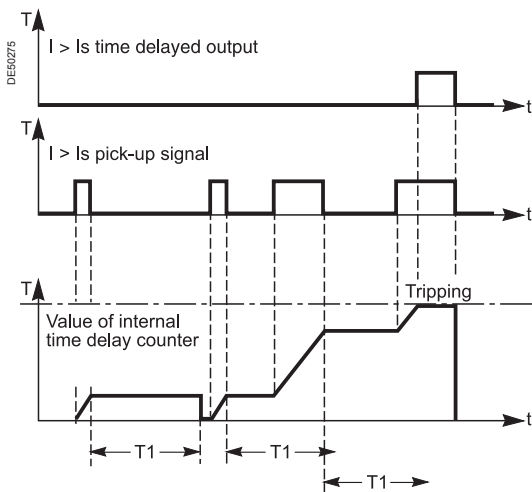 DE50275
T
I > Is time delayed output
t
T
I > Is pick-up signal
t
T
Tripping
Value of internal
time delay counter
t
T1
T1
T1